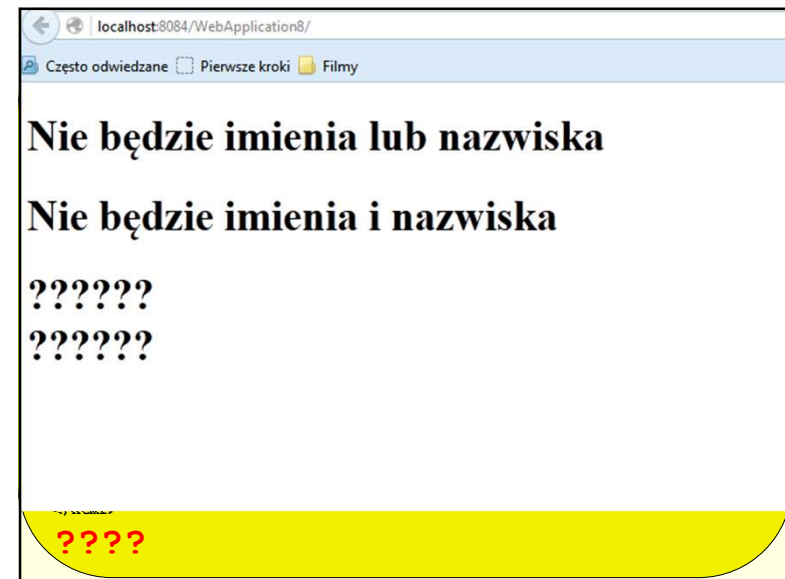 localhost:8084/WebApplication8/
Często odwiedzane Pierwsze kroki Filmy
Nie będzie imienia lub nazwiska
Nie będzie imienia i nazwiska
??????
??????
????